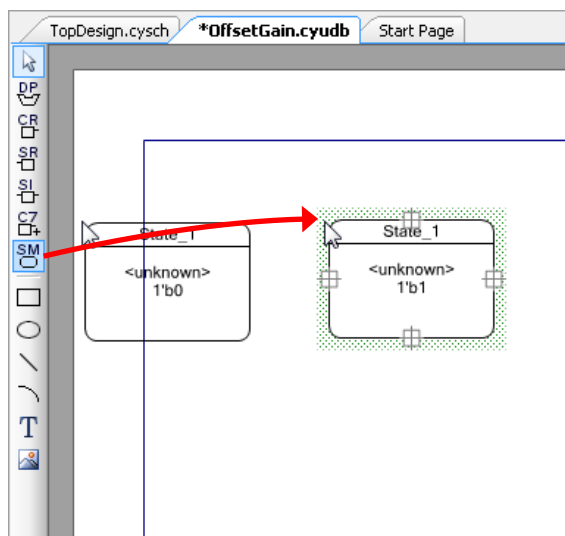 TopDesign.cysch *OffsetGain.cyudb Start Page
DP
CR
SR
SI
C7
SM
T
State_1
<unknown>
1'b0
State_1
<unknown>
1'b1